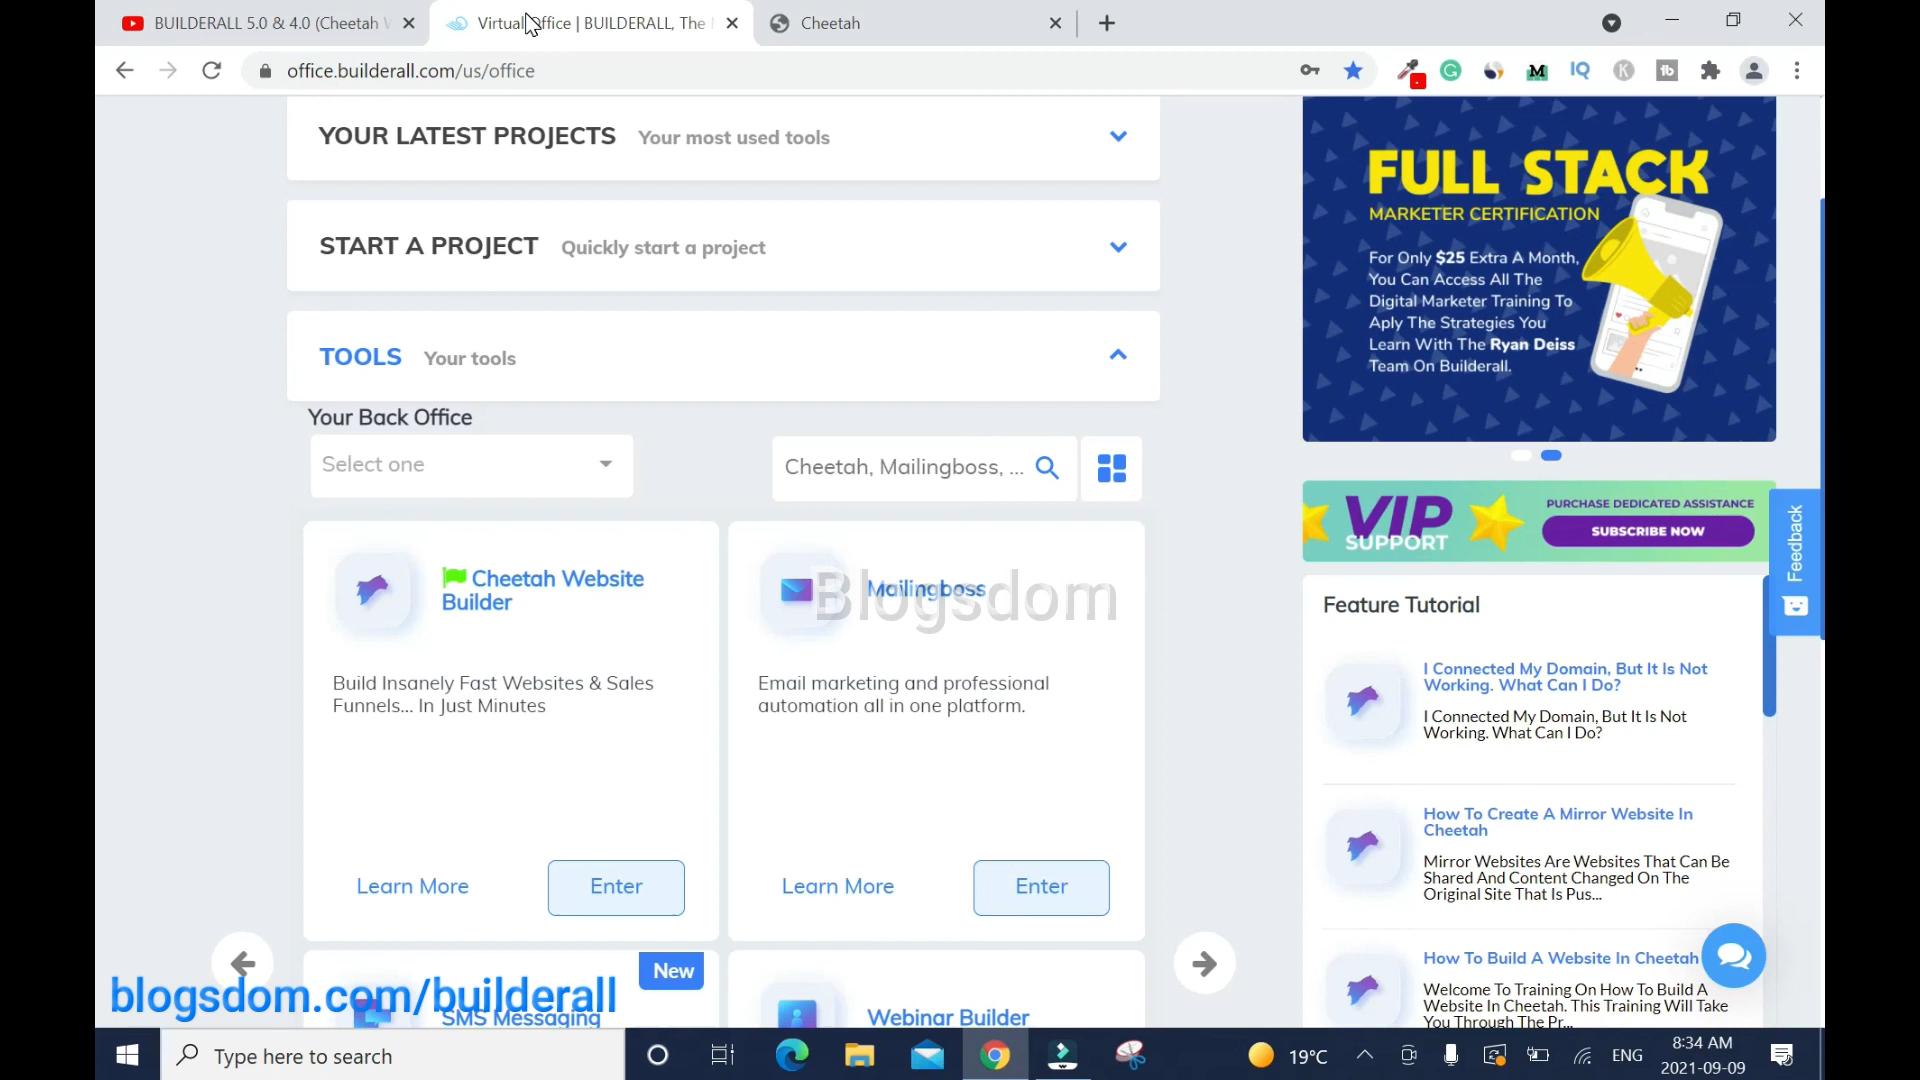 BUILDERALL 5.0 & 4.0 (Cheetah
Virtual Office | BUILDERALL, The
Cheetah
office.builderall.com/us/office
YOUR LATEST PROJECTS Your most used tools
START A PROJECT Quickly start a project
TOOLS Your tools
Your Back Office
Select one
Cheetah, Mailingboss, ...
Cheetah Website
Builder
Build Insanely Fast Websites & Sales
Funnels... In Just Minutes
Learn More
Enter
Mailingboss
Blogsdom
Email marketing and professional
automation all in one platform.
Learn More
Enter
New
SMS Messaging
Webinar Builder
blogsdom.com/builderall
FULL STACK
MARKETER CERTIFICATION
For Only $25 Extra A Month,
You Can Access All The
Digital Marketer Training To
Aply The Strategies You
Learn With The Ryan Deiss
Team On Builderall.
VIP
SUPPORT
PURCHASE DEDICATED ASSISTANCE
SUBSCRIBE NOW
Feedback
Feature Tutorial
I Connected My Domain, But It Is Not
Working. What Can I Do?
I Connected My Domain, But It Is Not
Working. What Can I Do?
How To Create A Mirror Website In
Cheetah
Mirror Websites Are Websites That Can Be
Shared And Content Changed On The
Original Site That Is Pus...
How To Build A Website In Cheetah
Welcome To Training On How To Build A
Website In Cheetah. This Training Will Take
You Through The Pr...
Type here to search
19°C
ENG
8:34 AM
2021-09-09